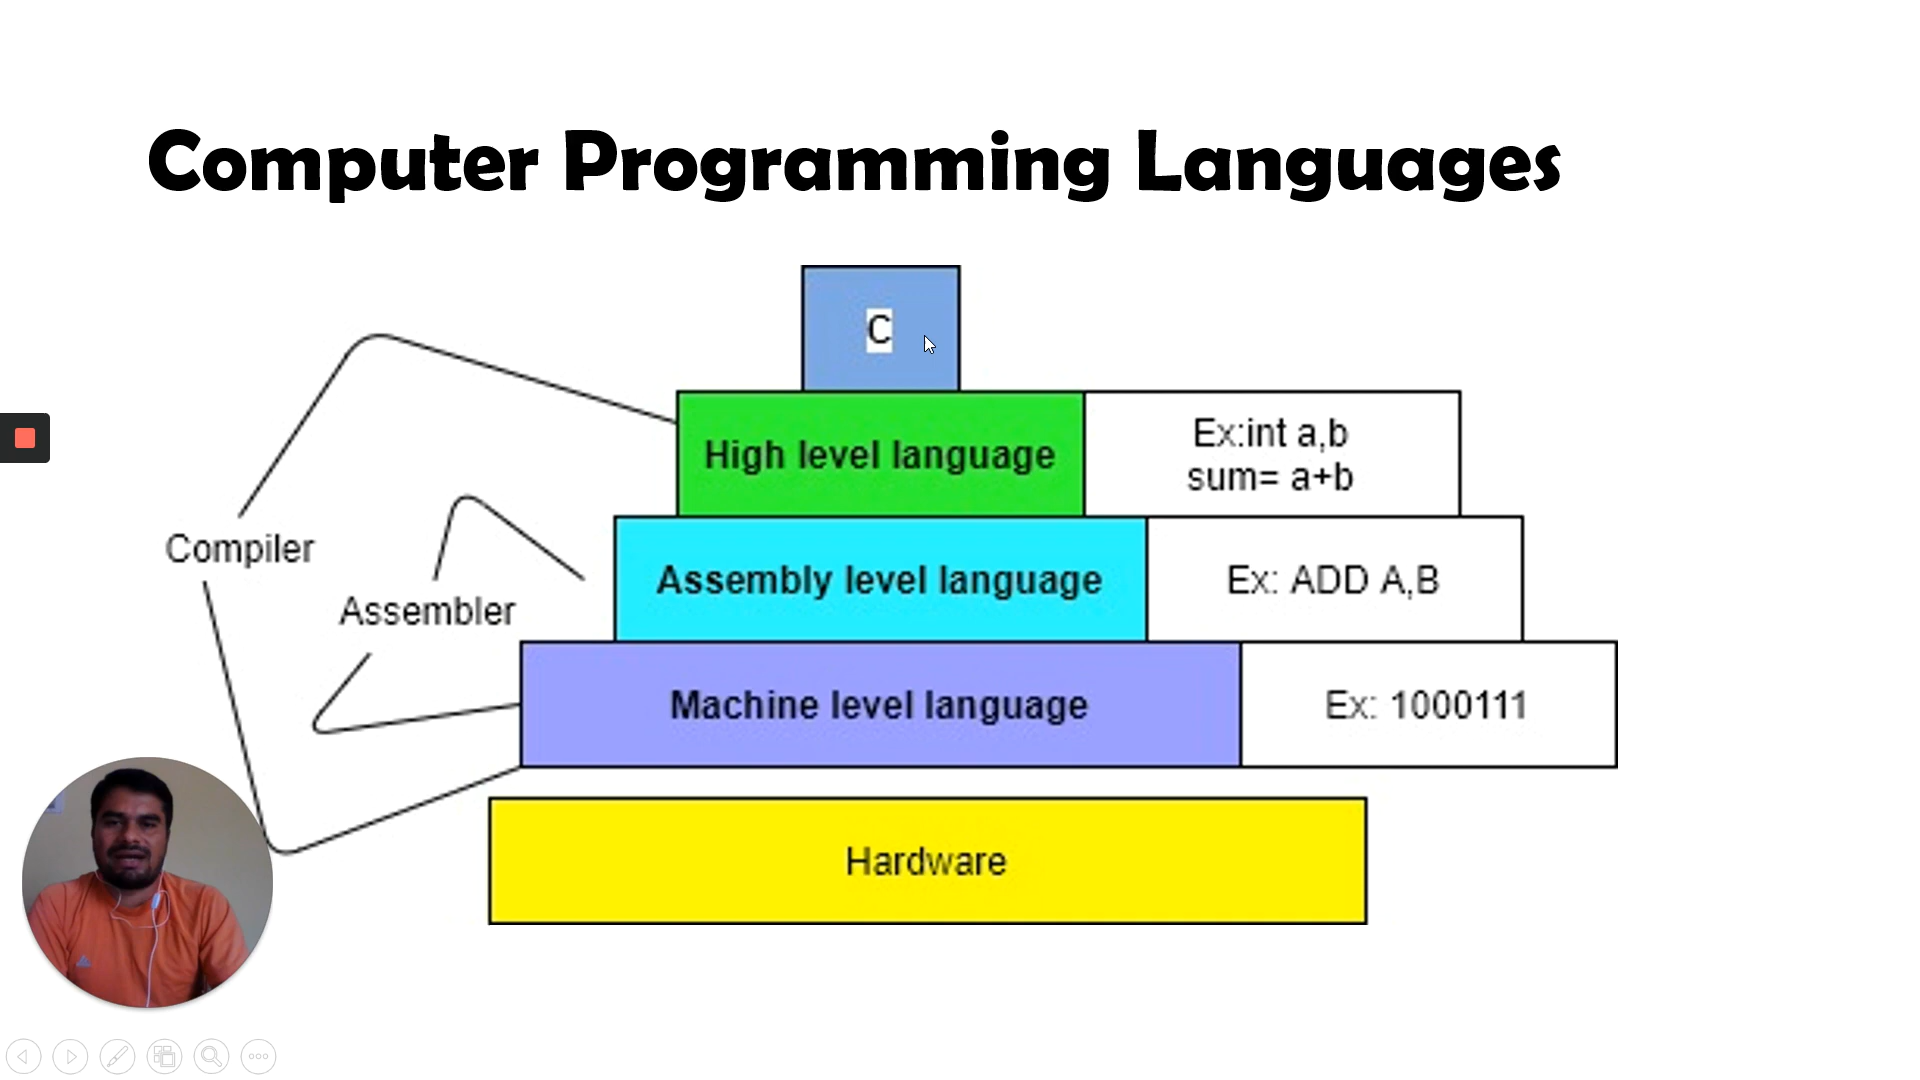 Computer Programming Languages
C
High level language
Ex:int a,b
sum= a+b
Compiler
Assembly level language
Ex: ADD A,B
Assembler
Machine level language
Ex: 1000111
Hardware